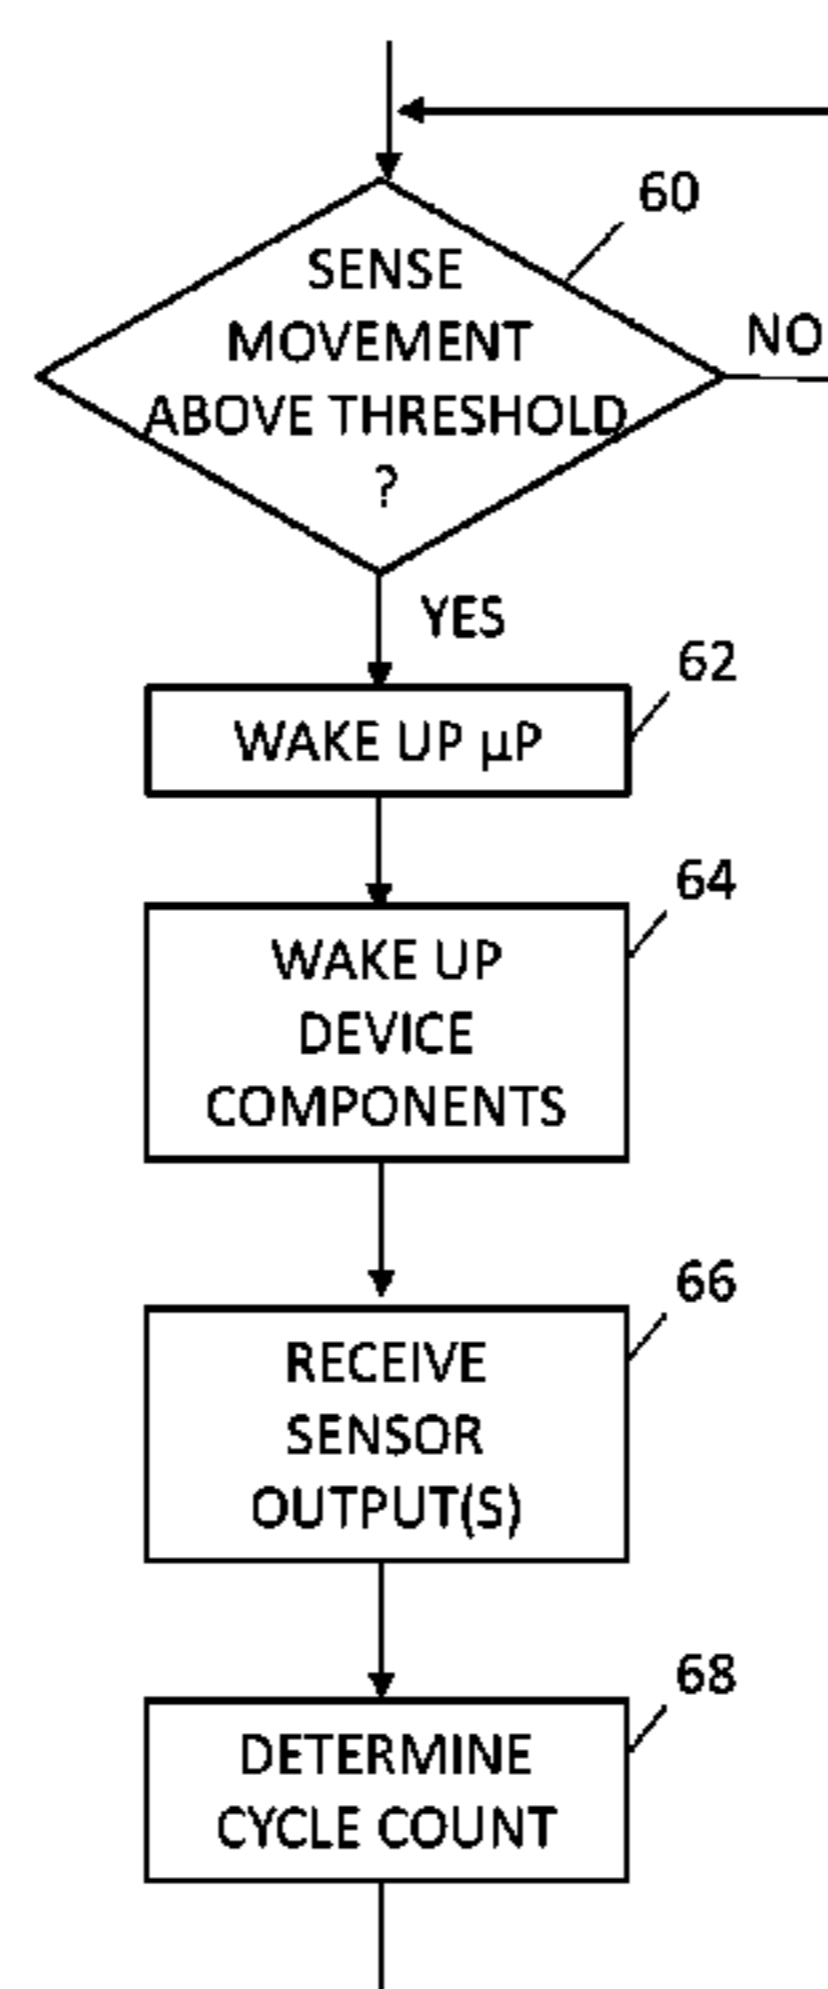 60
SENSE
MOVEMENT
ABOVE THRESHOLD
?
NO
YES
62
WAKE UP µP
64
WAKE UP
DEVICE
COMPONENTS
66
RECEIVE
SENSOR
OUTPUT(S)
68
DETERMINE
CYCLE COUNT